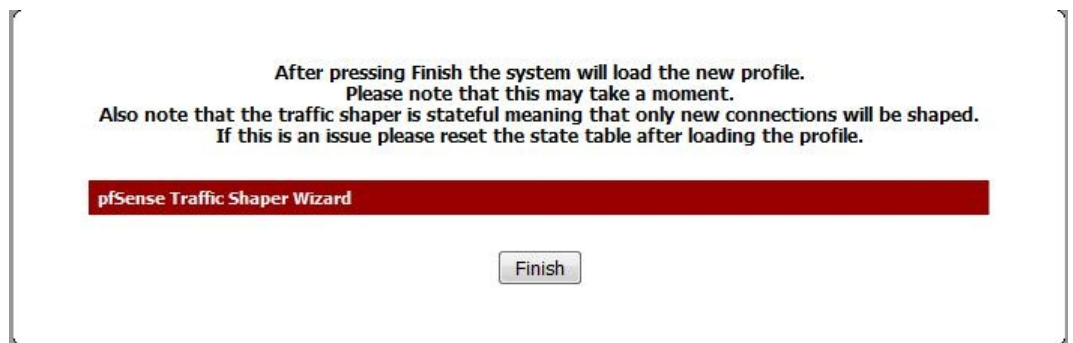 After pressing Finish the system will load the new profile.
Please note that this may take a moment.
Also note that the traffic shaper is stateful meaning that only new connections will be shaped.
If this is an issue please reset the state table after loading the profile.
pfSense Traffic Shaper Wizard
Finish